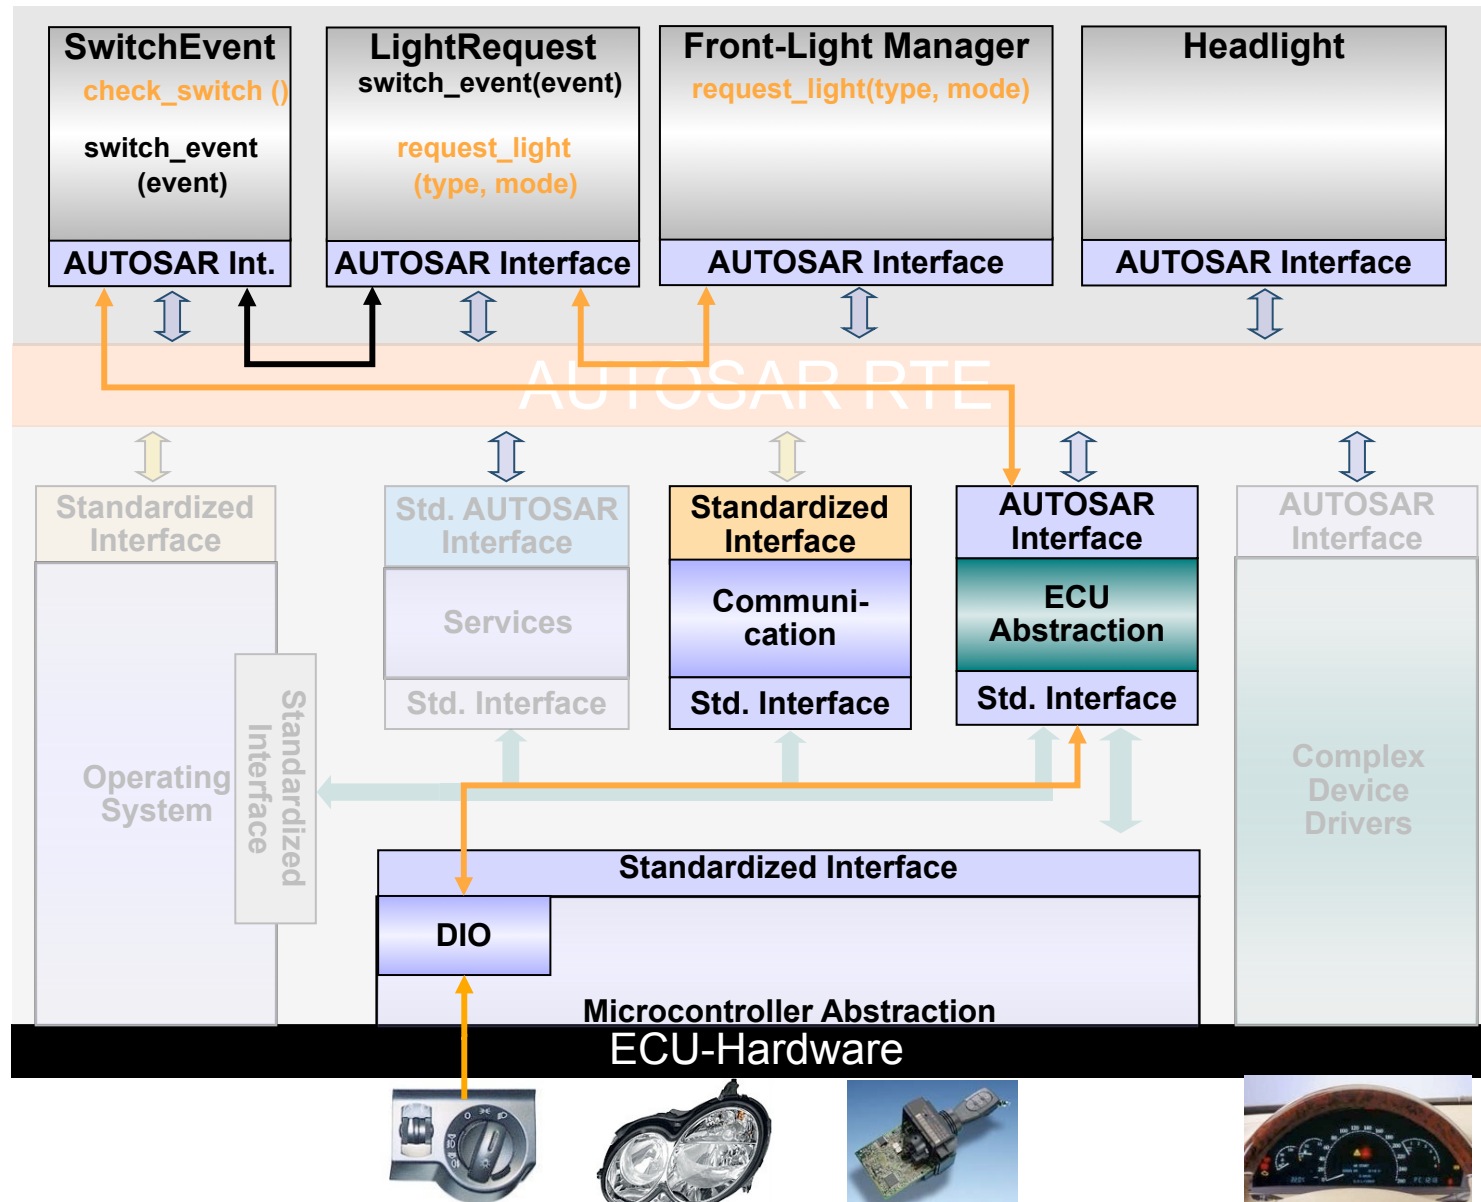 SwitchEvent
check_switch ()
switch_event
(event)
AUTOSAR Int.
LightRequest
switch_event(event)
request_light
(type, mode)
AUTOSAR Interface
Front-Light Manager
request_light(type, mode)
AUTOSAR Interface
Headlight
AUTOSAR Interface
AUTOSAR RTE
Standardized
Interface
Operating
System
Standardized
Interface
Std. AUTOSAR
Interface
Services
Std. Interface
Standardized
Interface
Communi-
cation
Std. Interface
AUTOSAR
Interface
ECU
Abstraction
Std. Interface
AUTOSAR
Interface
Complex
Device
Drivers
Standardized Interface
DIO
Microcontroller Abstraction
ECU-Hardware